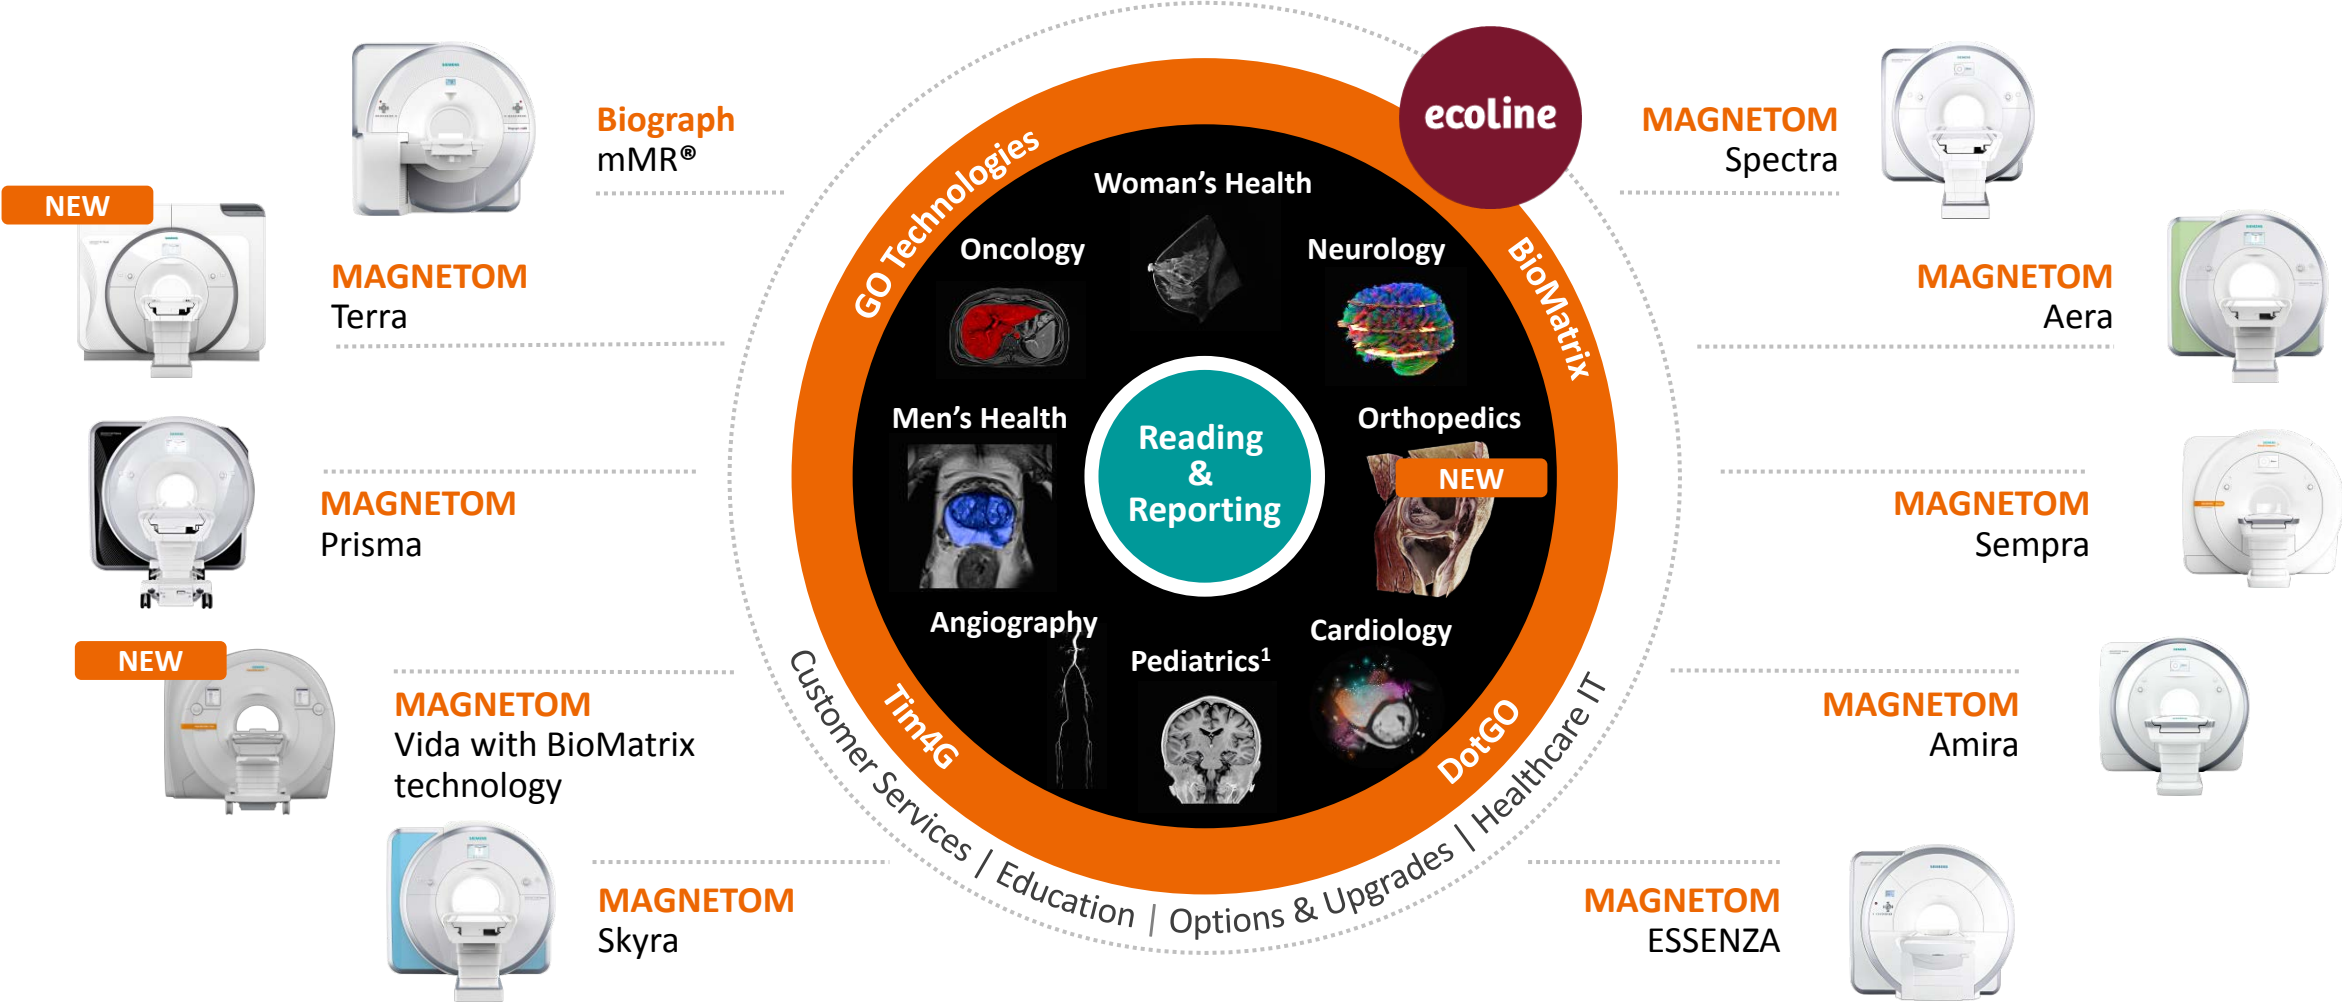 Biograph
mMR®
NEW
MAGNETOM
Terra
MAGNETOM
Prisma
NEW
MAGNETOM
Vida with BioMatrix
technology
MAGNETOM
Skyra
ecoline
GO Technologies
BioMatrix
Tim4G
DotGO
Woman’s Health
Oncology
Neurology
Men’s Health
Orthopedics
NEW
Reading
&
Reporting
Angiography
Cardiology
Pediatrics¹
Customer Services | Education | Options & Upgrades | Healthcare IT
MAGNETOM
Spectra
MAGNETOM
Aera
MAGNETOM
Sempra
MAGNETOM
Amira
MAGNETOM
ESSENZA